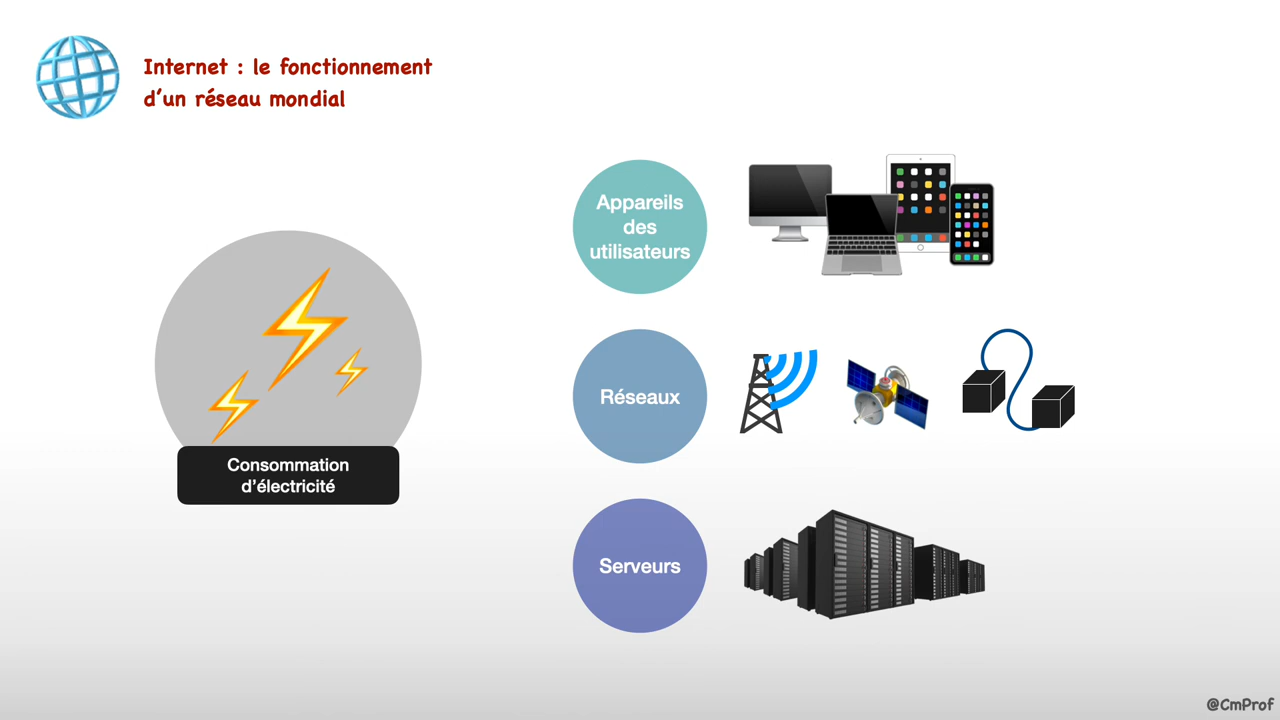 Internet : le fonctionnement
d'un réseau mondial
Appareils
des
utilisateurs
Réseaux
Consommation
d'électricité
Serveurs
@CmProf